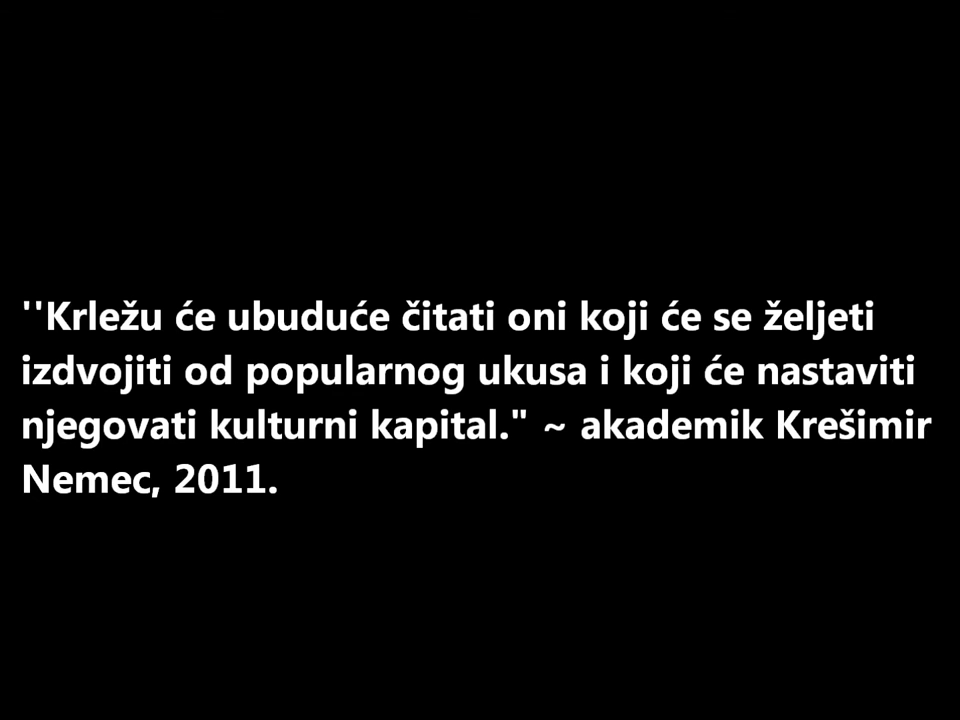 ''Krležu će ubuduće čitati oni koji će se željeti
izdvojiti od popularnog ukusa i koji će nastaviti
njegovati kulturni kapital." ~ akademik Krešimir
Nemec, 2011.